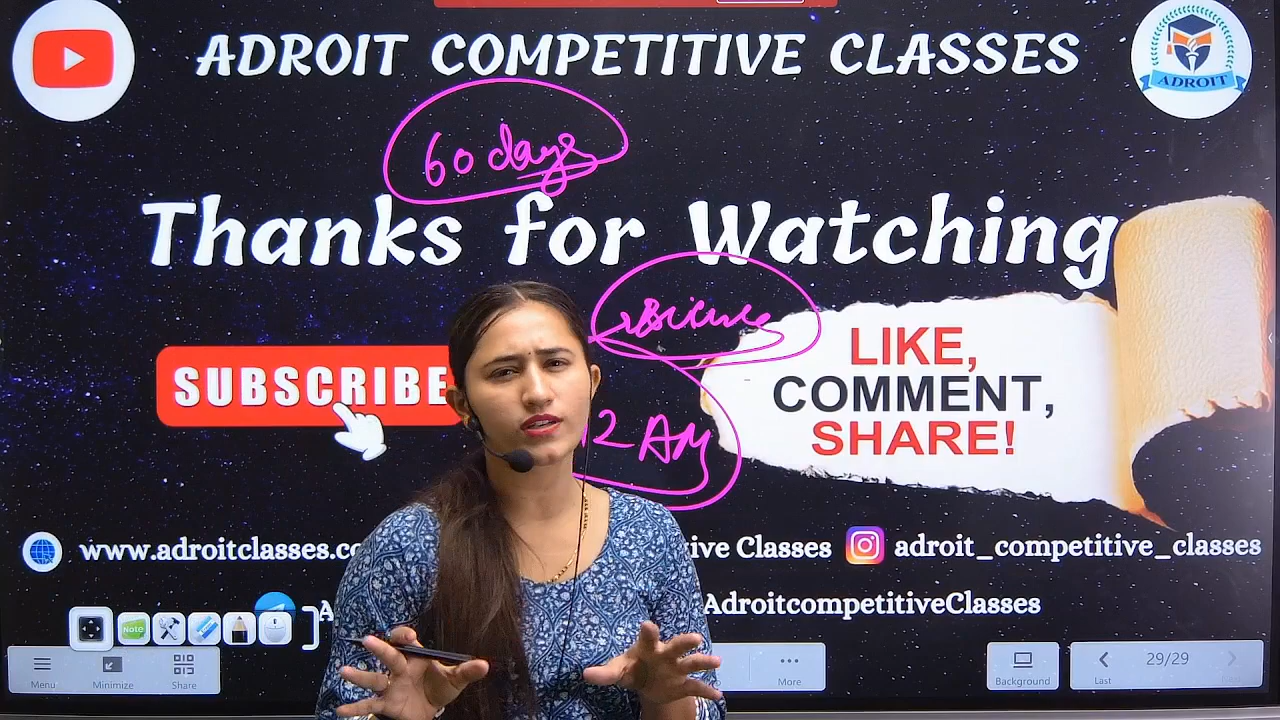 ADROIT COMPETITIVE CLASSES
ADROIT
60 days
Thanks for Watching
LIKE,
SUBSCRIBE
COMMENT,
SHARE!
12 AM
www.adroitclasses.co
ive Classes
adroit_competitive_classes
A
AdroitcompetitiveClasses
Note
Menu
Minimize
Share
More
Background
Last
29/29